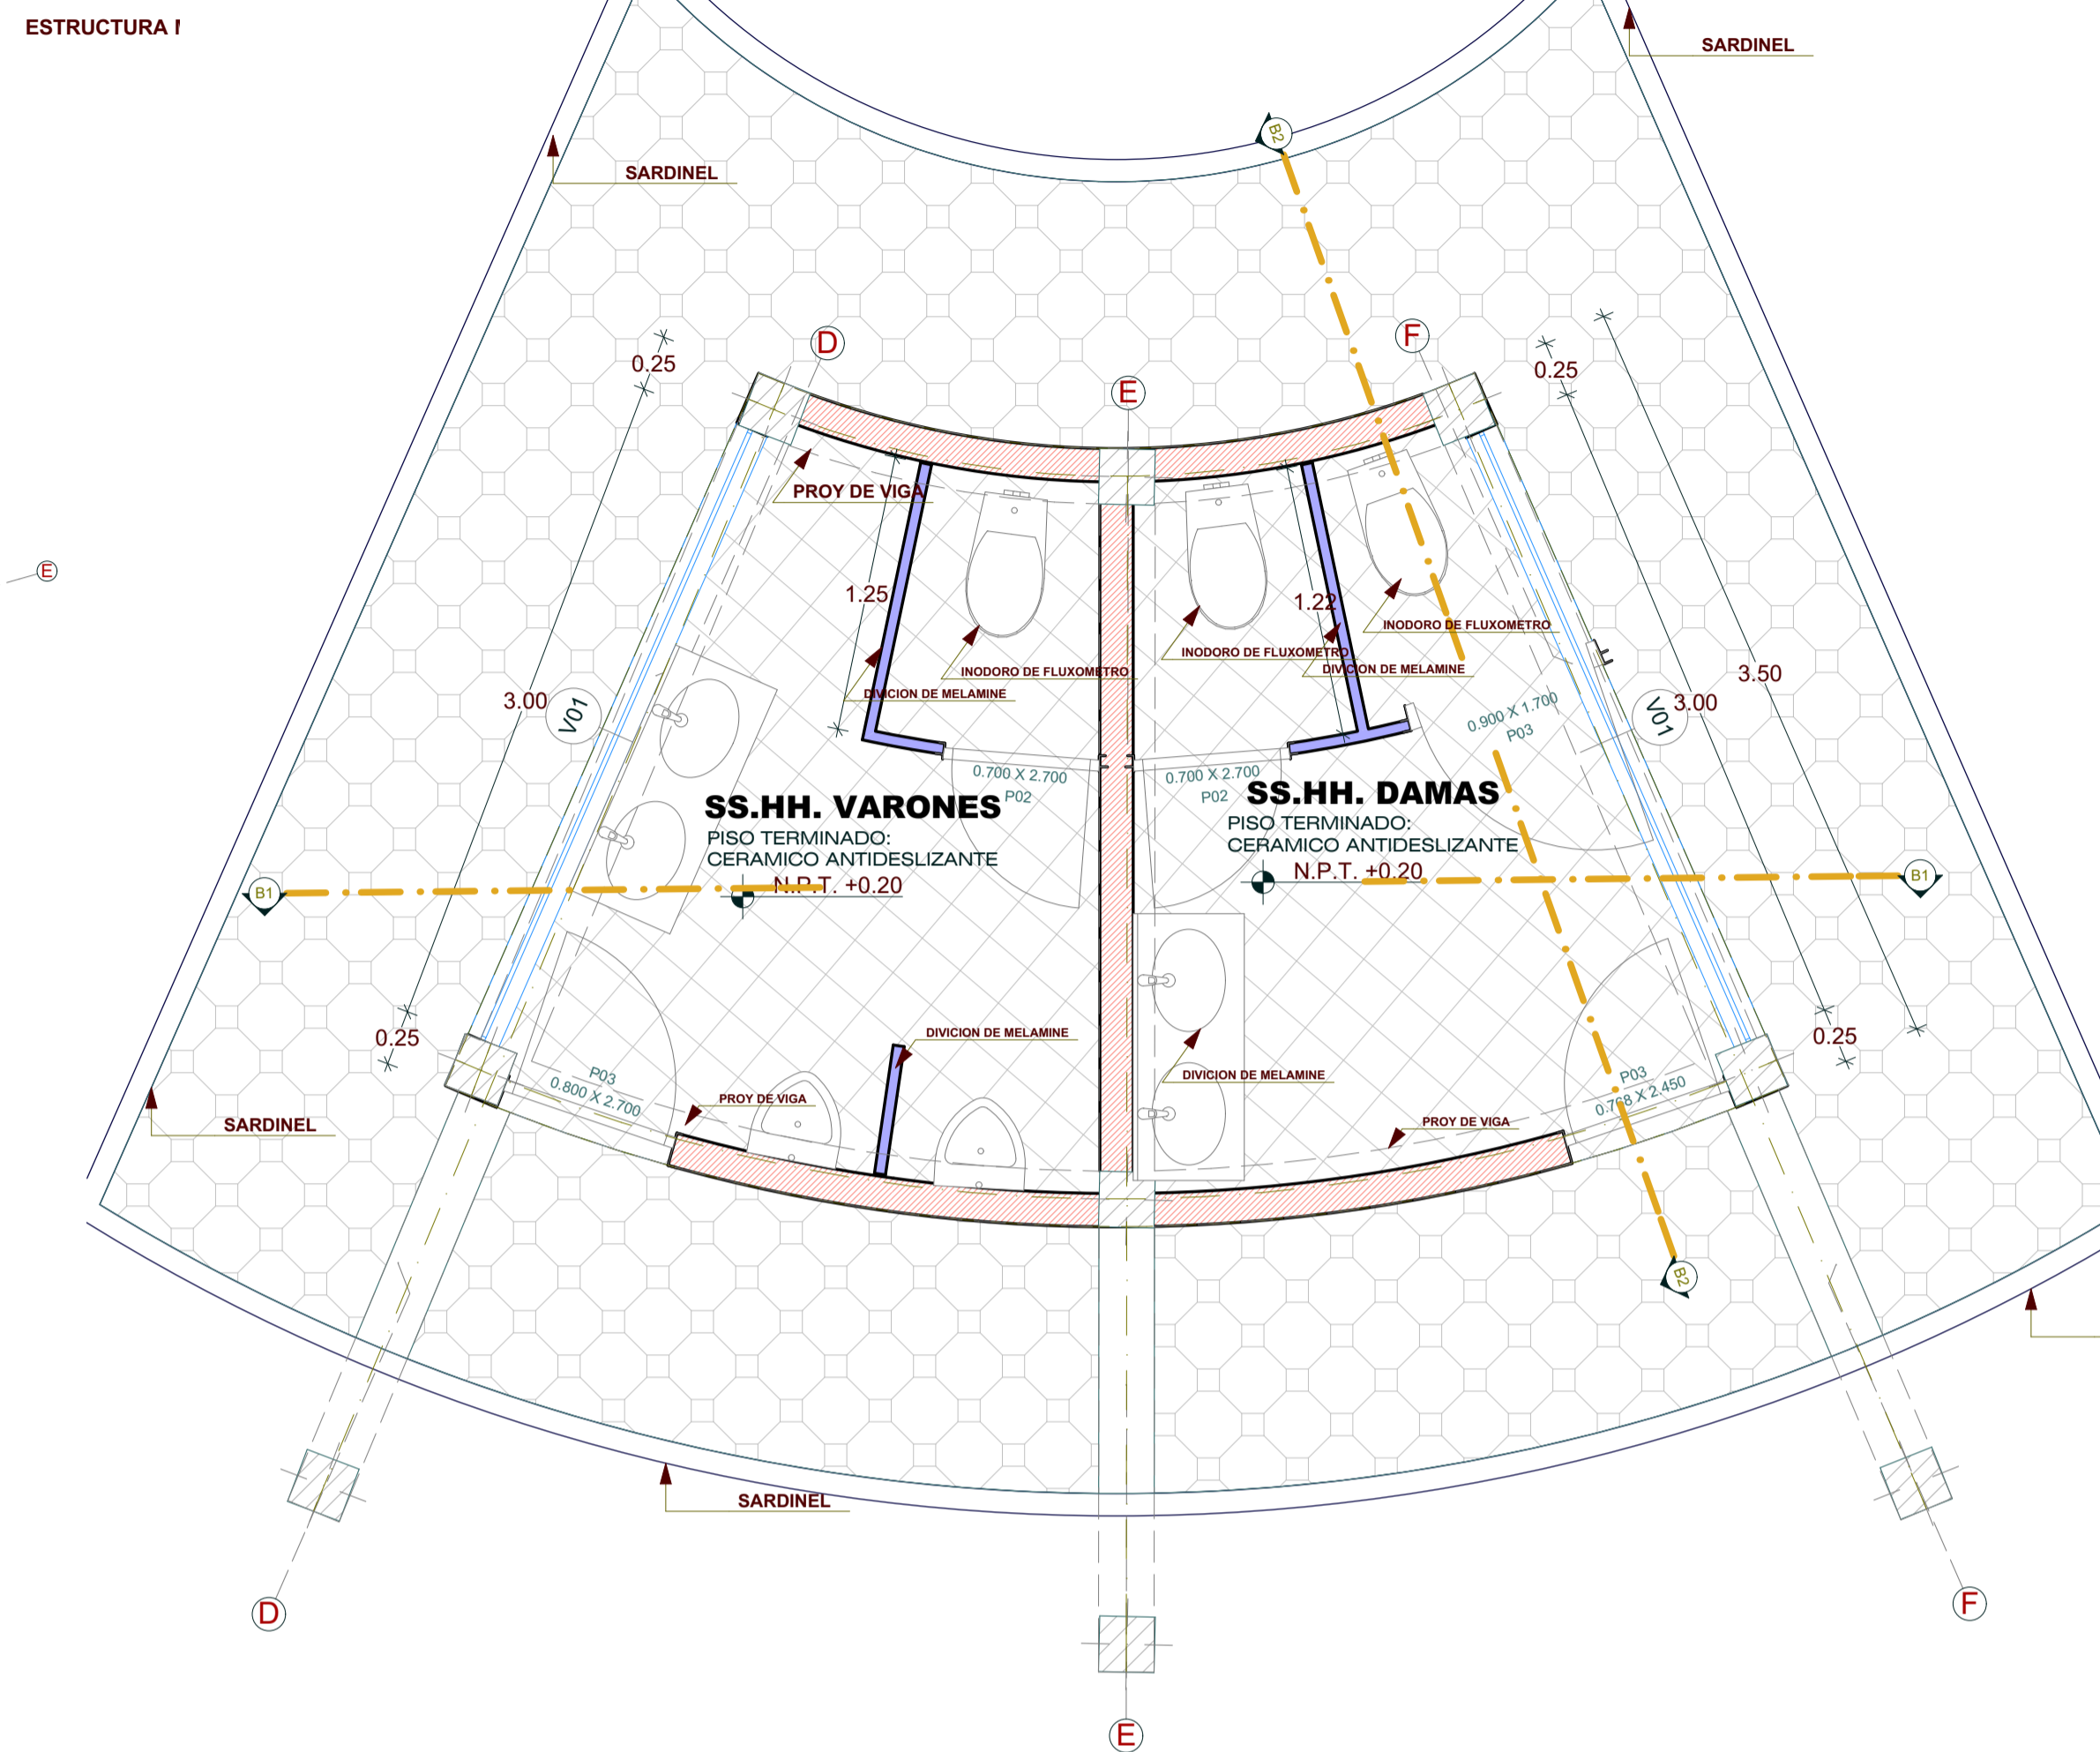 ESTRUCTURA
SARDINEL
SARDINEL
B2
D
F
E
0.25
0.25
PROY DE VIGA
E
1.25
1.22
INODORO DE FLUXOMETRO
INODORO DE FLUXOMETRO
INODORO DE FLUXOMETRO
DIVICION DE MELAMINE
DIVICION DE MELAMINE
3.00
V01
3.50
3.00
V01
0.900 X 1.700
P03
0.700 X 2.700
P02
0.700 X 2.700
P02
SS.HH. VARONES
PISO TERMINADO:
CERAMICO ANTIDESLIZANTE
N.P.T. +0.20
SS.HH. DAMAS
PISO TERMINADO:
CERAMICO ANTIDESLIZANTE
N.P.T. +0.20
B1
B1
0.25
0.25
DIVICION DE MELAMINE
DIVICION DE MELAMINE
P03
0.800 X 2.700
P03
0.768 X 2.450
PROY DE VIGA
PROY DE VIGA
SARDINEL
B2
SARDINEL
D
F
E